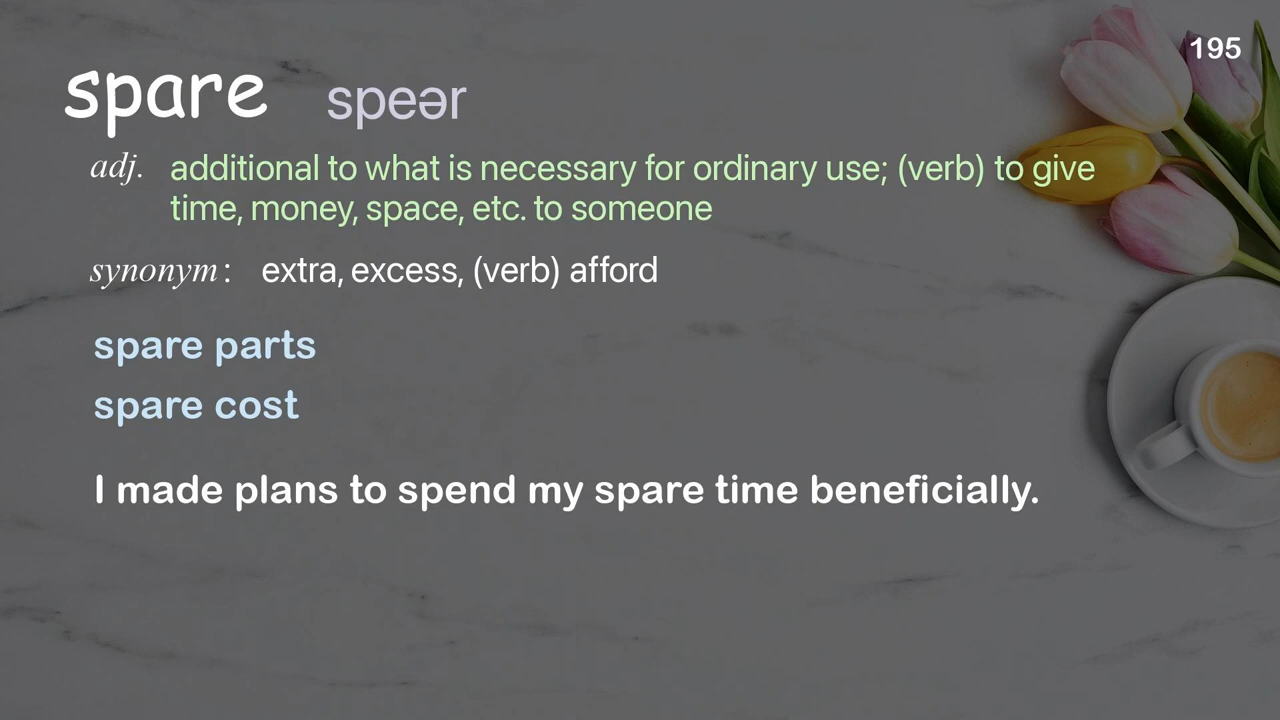 195
spare speər
adj. additional to what is necessary for ordinary use; (verb) to give
time, money, space, etc. to someone
synonym: extra, excess, (verb) afford
spare parts
spare cost
I made plans to spend my spare time beneficially.